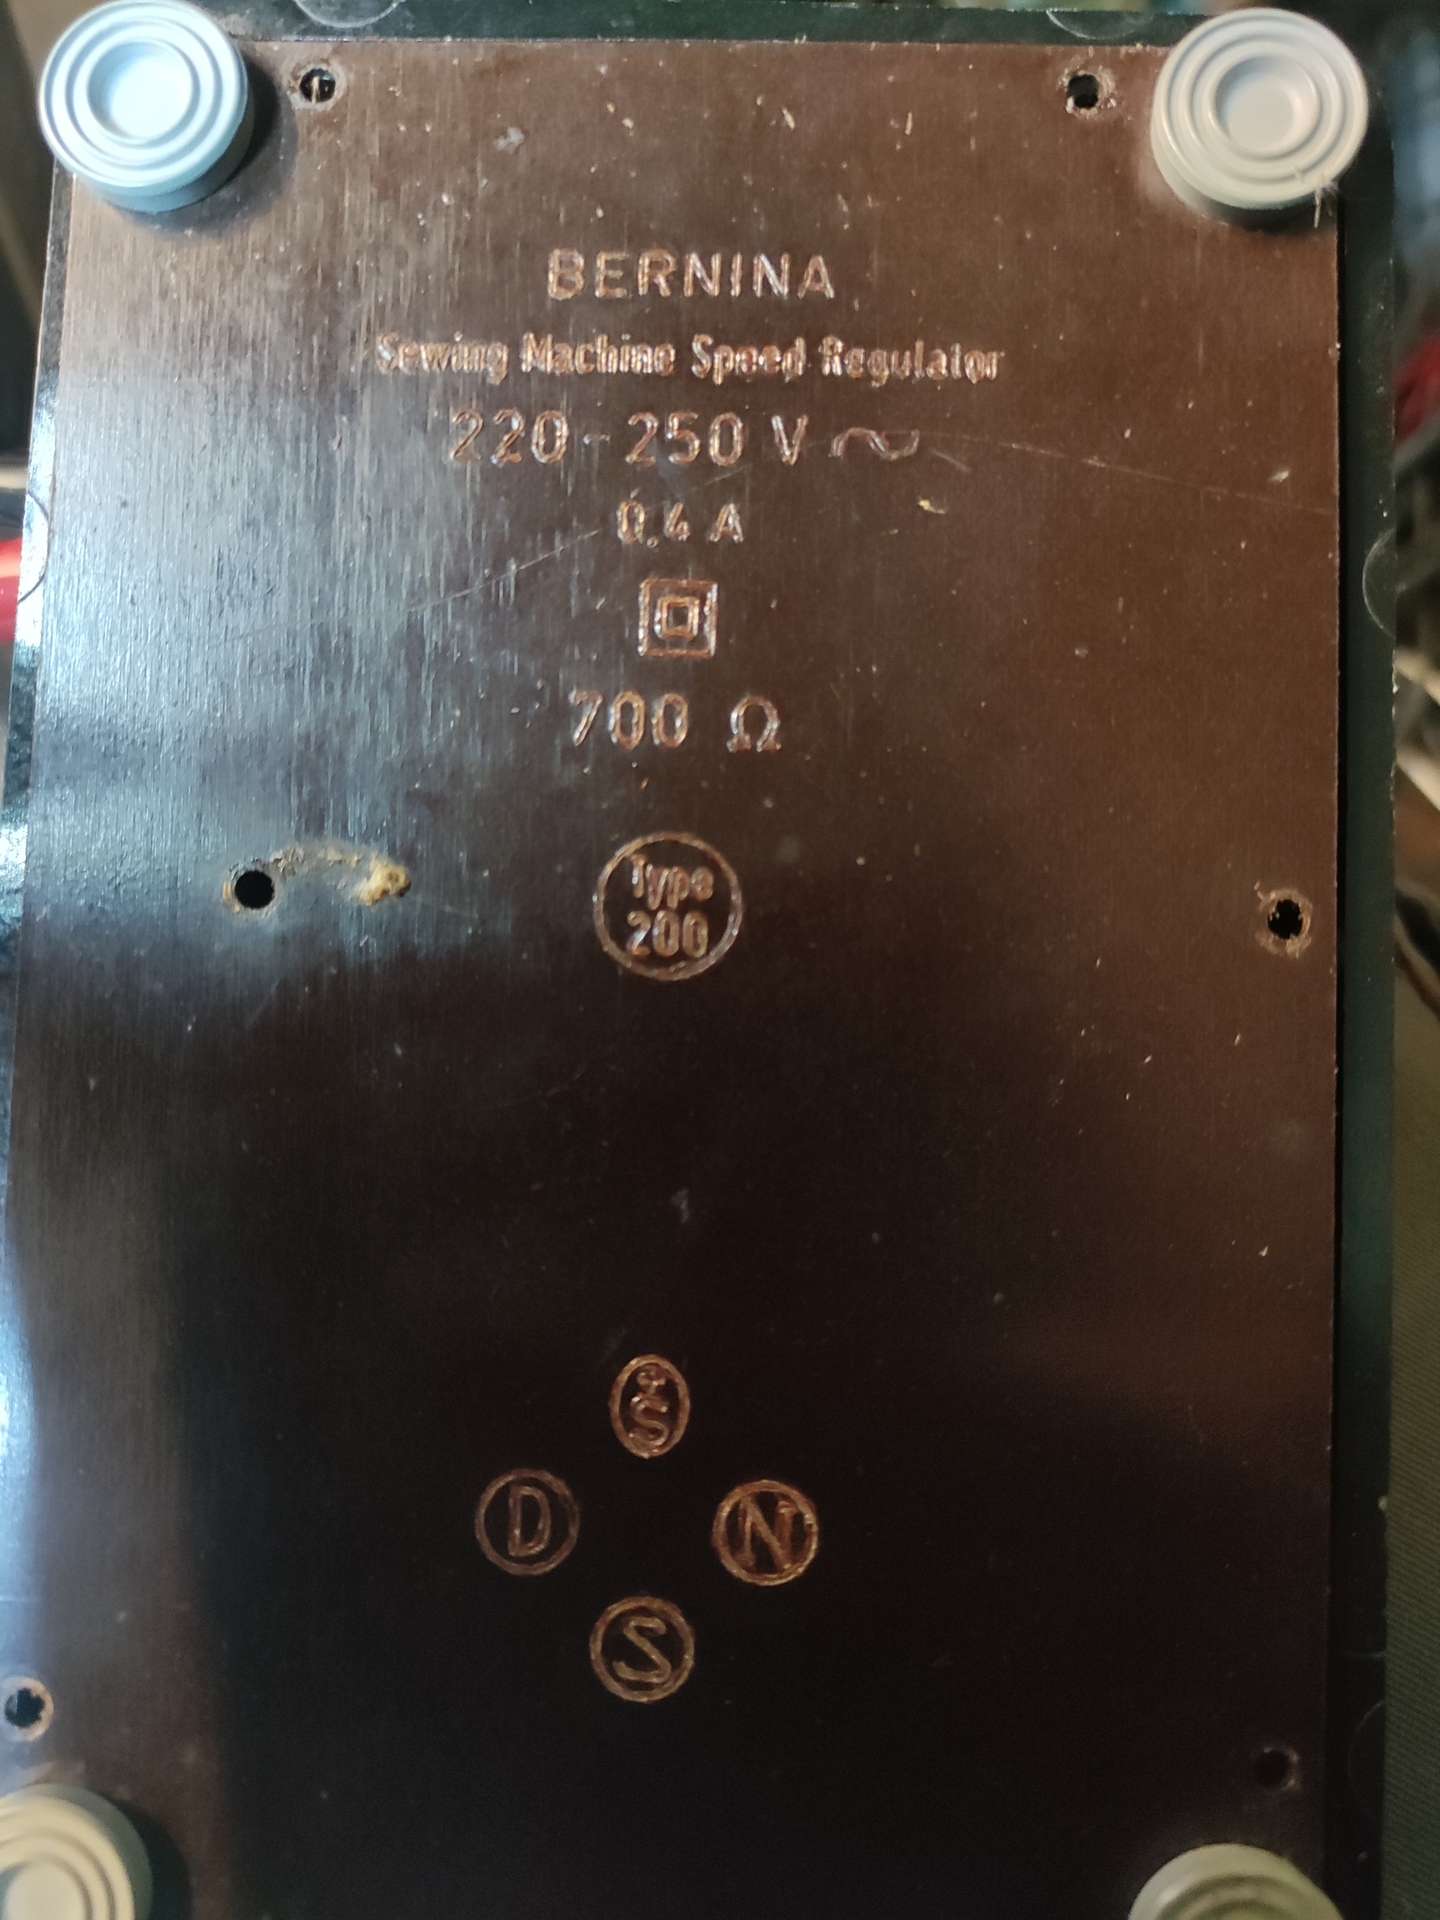 BERNINA
Sewing Machine Speed Regulator
220-250 V ~
0,4 A
700 Ω
Type
200
S
D
N
S